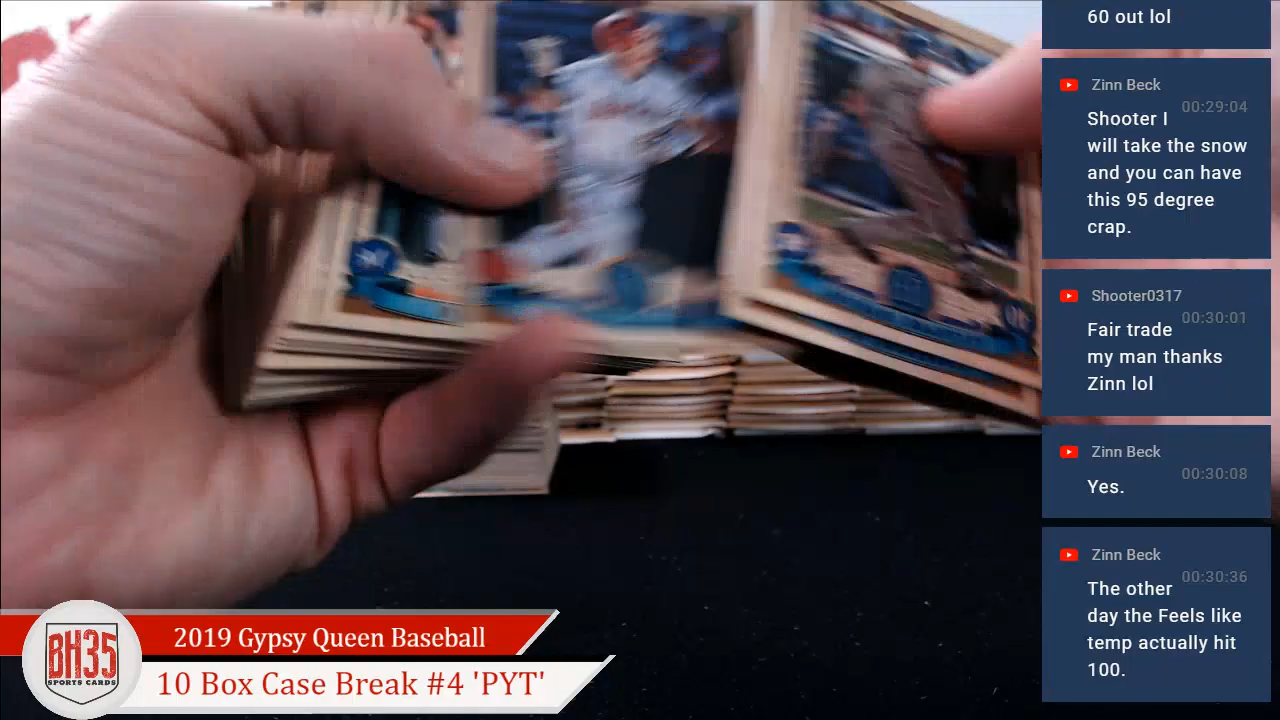 60 out lol
Zinn Beck
00:29:04
Shooter I
will take the snow
and you can have
this 95 degree
crap.
Shooter0317
00:30:01
Fair trade
my man thanks
Zinn lol
Zinn Beck
00:30:08
Yes.
Zinn Beck
00:30:36
The other
day the Feels like
temp actually hit
100.
2019 Gypsy Queen Baseball
10 Box Case Break #4 'PYT'
BH35
SPORTS CARDS